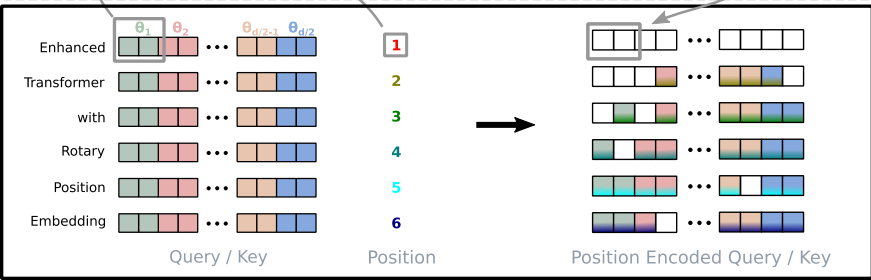 θ1 θ2 ••• θd/2-1 θd/2
Enhanced ••• 1 •••
Transformer ••• 2 •••
with ••• 3 •••
Rotary ••• 4 •••
Position ••• 5 •••
Embedding ••• 6 •••
Query / Key Position Position Encoded Query / Key